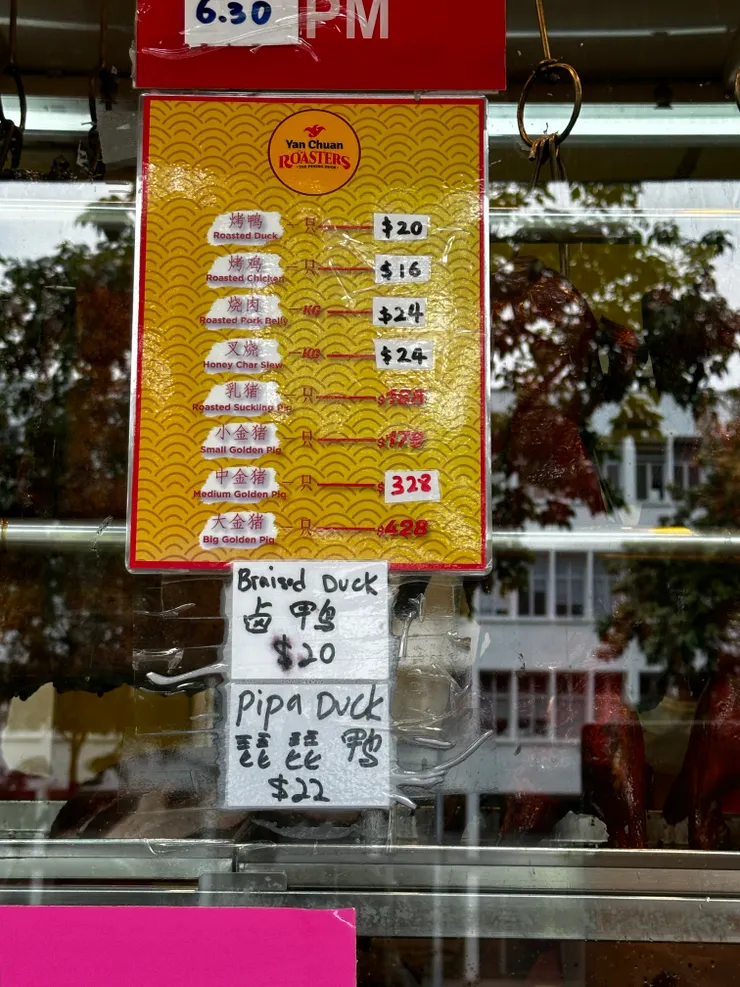 6.30 PM
Yan Chuan
ROASTERS
烤鸭 只 $20
Roasted Duck
烤鸡 只 $16
Roasted Chicken
烧肉 KG $24
Roasted Pork Belly
叉烧 KG $24
Honey Char Siew
乳猪 只
Roasted Suckling Pig
小金猪 只 $178
Small Golden Pig
中金猪 只 $328
Medium Golden Pig
大金猪 只 $428
Big Golden Pig
Braised Duck
卤鸭
$20
Pipa Duck
琵琶鸭
$22